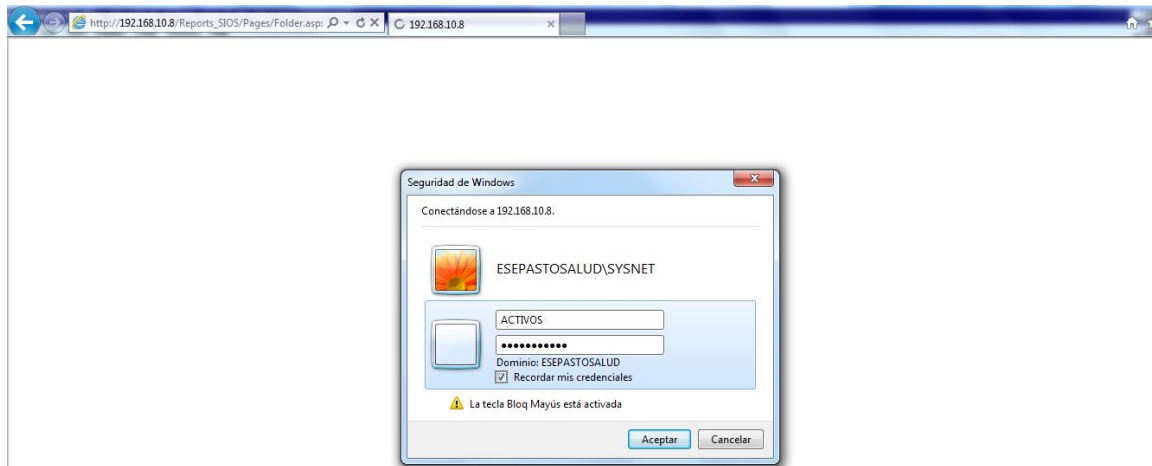 http://192.168.10.8/Reports_SIOS/Pages/Folder.asp: 192.168.10.8
Seguridad de Windows
Conectándose a 192.168.10.8.
ESEPASTOSALUD\SYSNET
ACTIVOS
•••••••••••
Dominio: ESEPASTOSALUD
Recordar mis credenciales
La tecla Bloq Mayús está activada
Aceptar Cancelar